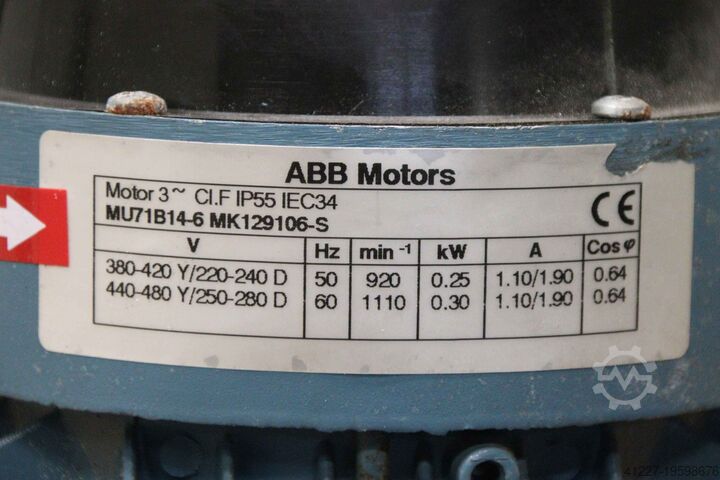 ABB Motors
Motor 3~ Cl.F IP55 IEC34
MU71B14-6 MK129106-S
CE
V Hz min⁻¹ kW A Cos φ
380-420 Y/220-240 D 50 920 0.25 1.10/1.90 0.64
440-480 Y/250-280 D 60 1110 0.30 1.10/1.90 0.64
41227-19598676